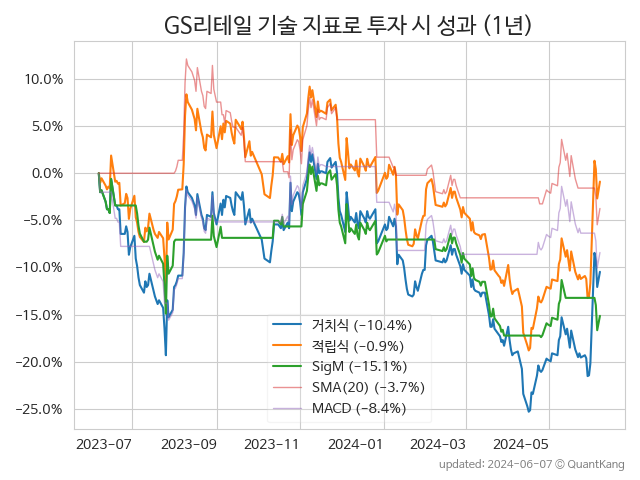 GS리테일 기술 지표로 투자 시 성과 (1년)
10.0%
5.0%
0.0%
−5.0%
−10.0%
−15.0%
−20.0%
−25.0%
거치식 (−10.4%)
적립식 (−0.9%)
SigM (−15.1%)
SMA(20) (−3.7%)
MACD (−8.4%)
2023−07 2023−09 2023−11 2024−01 2024−03 2024−05
updated: 2024−06−07 © QuantKang